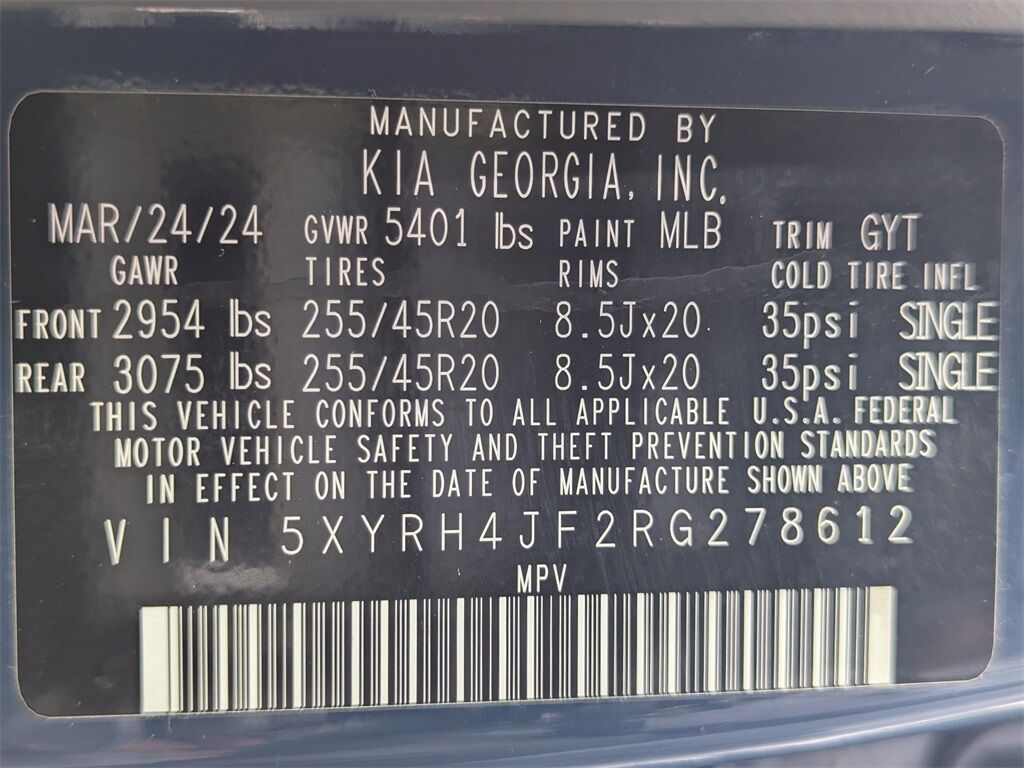 MANUFACTURED BY
KIA GEORGIA, INC.
MAR/24/24 GVWR 5401 lbs PAINT MLB TRIM GYT
GAWR TIRES RIMS COLD TIRE INFL
FRONT 2954 lbs 255/45R20 8.5Jx20 35psi SINGLE
REAR 3075 lbs 255/45R20 8.5Jx20 35psi SINGLE
THIS VEHICLE CONFORMS TO ALL APPLICABLE U.S.A. FEDERAL
MOTOR VEHICLE SAFETY AND THEFT PREVENTION STANDARDS
IN EFFECT ON THE DATE OF MANUFACTURE SHOWN ABOVE
VIN 5XYRH4JF2RG278612
MPV